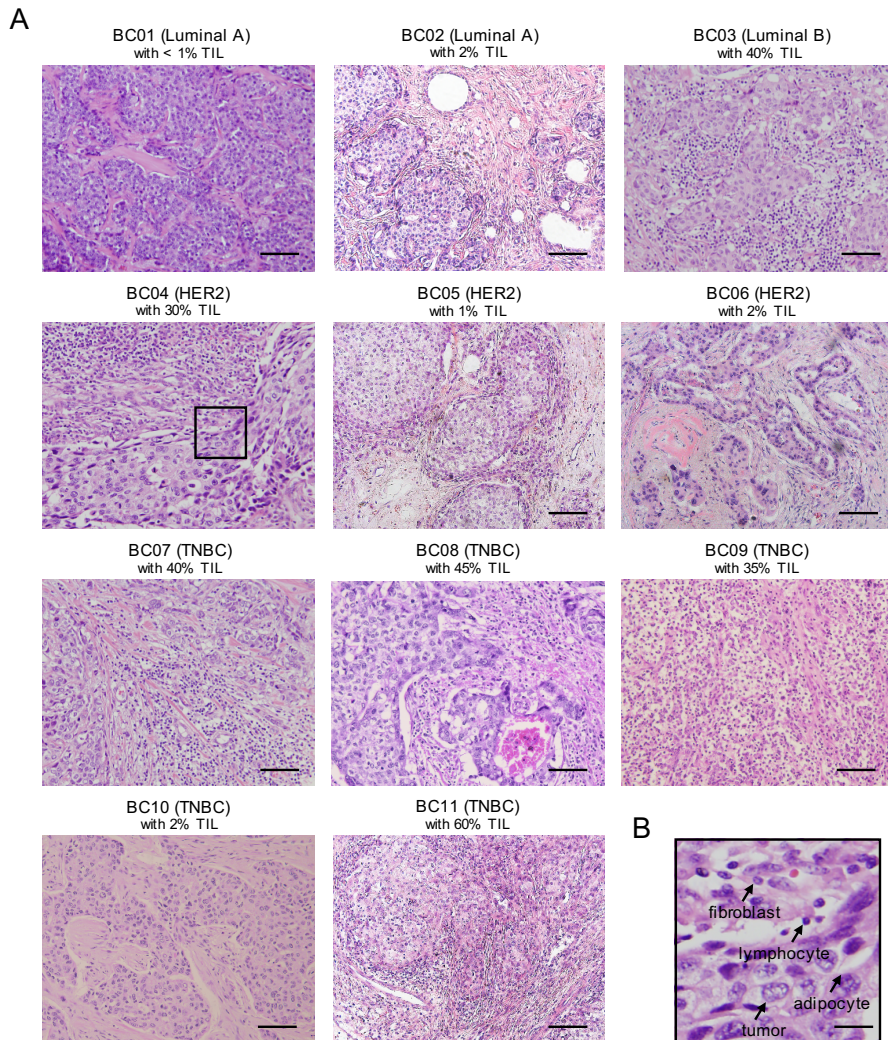 A
BC01 (Luminal A)
with < 1% TIL
BC02 (Luminal A)
with 2% TIL
BC03 (Luminal B)
with 40% TIL
BC04 (HER2)
with 30% TIL
BC05 (HER2)
with 1% TIL
BC06 (HER2)
with 2% TIL
BC07 (TNBC)
with 40% TIL
BC08 (TNBC)
with 45% TIL
BC09 (TNBC)
with 35% TIL
BC10 (TNBC)
with 2% TIL
BC11 (TNBC)
with 60% TIL
B
fibroblast
lymphocyte
adipocyte
tumor